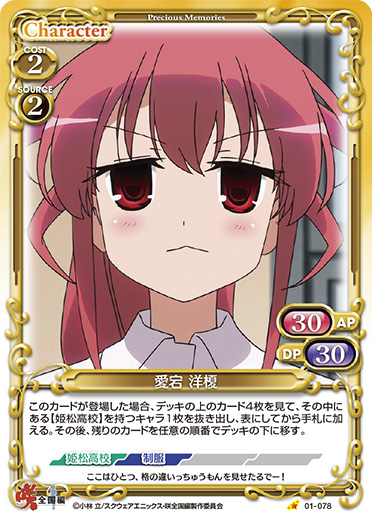 Precious Memories
Character
COST
2
SOURCE
2
30 AP
DP 30
愛宕 洋榎
このカードが登場した場合、デッキの上のカード4枚を見て、その中に
ある【姫松高校】を持つキャラ1枚を抜き出し、表にしてから手札に加
える。その後、残りのカードを任意の順番でデッキの下に移す。
姫松高校 制服
ここはひとつ、格の違いっちゅうもんを見せたるでー!
咲 全国編
©小林 立/スクウェアエニックス・咲全国編製作委員会
01-078